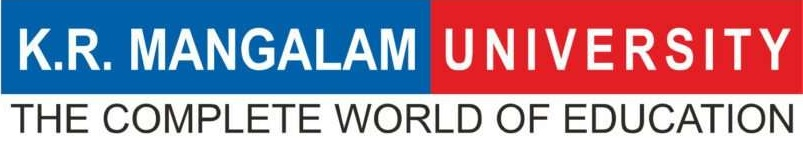 K.R. MANGALAM UNIVERSITY
THE COMPLETE WORLD OF EDUCATION